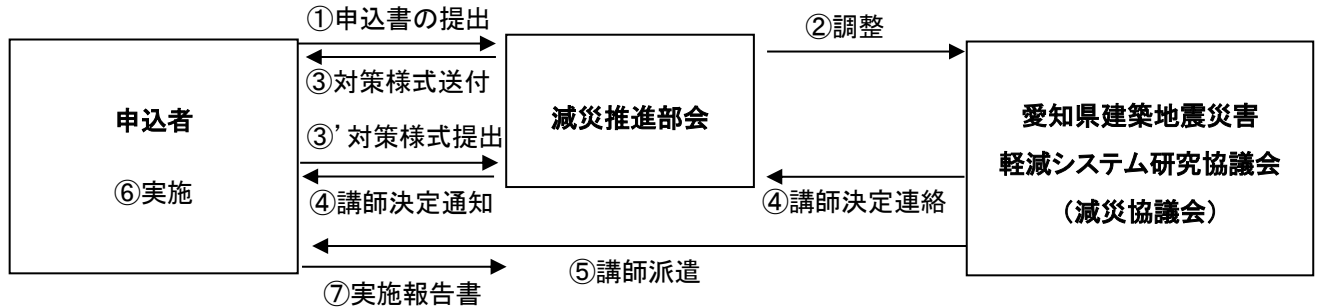 ①申込書の提出
②調整
③対策様式送付
申込者
減災推進部会
愛知県建築地震災害
軽減システム研究協議会
(減災協議会)
③’対策様式提出
⑥実施
④講師決定通知
④講師決定連絡
⑤講師派遣
⑦実施報告書